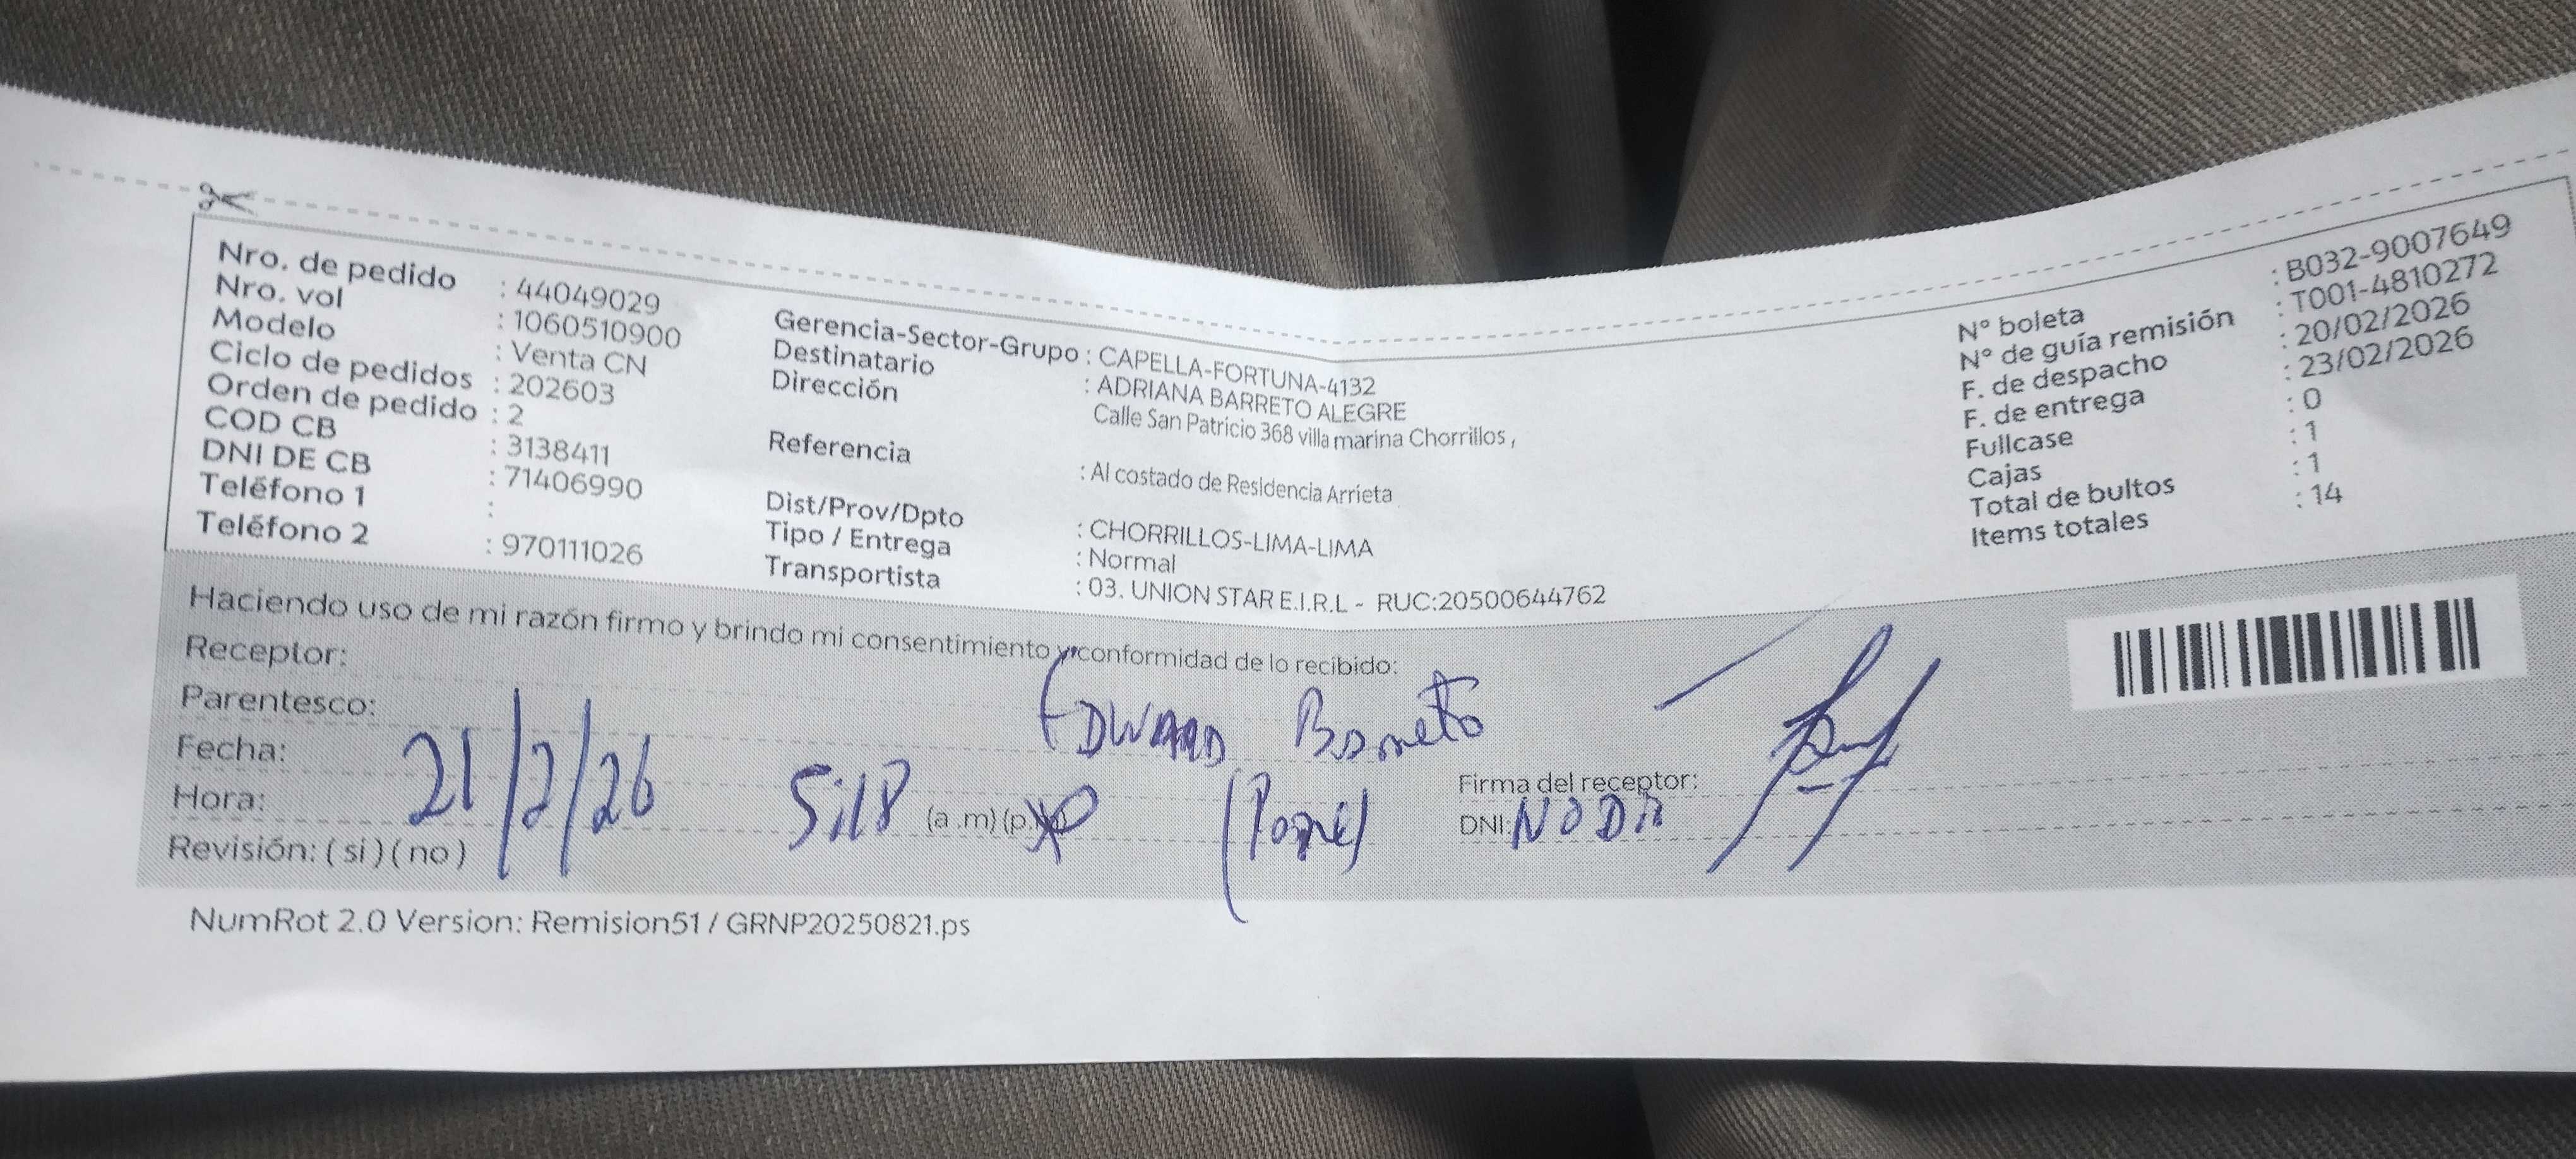 Nro. de pedido : 44049029
Nro. vol : 1060510900
Modelo : Venta CN
Ciclo de pedidos : 202603
Orden de pedido : 2
COD CB : 3138411
DNI DE CB : 71406990
Teléfono 1 :
Teléfono 2 : 970111026
Gerencia-Sector-Grupo : CAPELLA-FORTUNA-4132
Destinatario : ADRIANA BARRETO ALEGRE
Dirección Calle San Patricio 368 villa marina Chorrillos ,
Referencia : Al costado de Residencia Arrieta
Dist/Prov/Dpto : CHORRILLOS-LIMA-LIMA
Tipo / Entrega : Normal
Transportista : 03. UNION STAR E.I.R.L - RUC:20500644762
N° boleta : B032-9007649
N° de guía remisión : T001-4810272
F. de despacho : 20/02/2026
F. de entrega : 23/02/2026
Fullcase : 0
Cajas : 1
Total de bultos : 1
Items totales : 14
Haciendo uso de mi razón firmo y brindo mi consentimiento y conformidad de lo recibido:
Receptor:
Parentesco: EDWARD Barreto
Fecha: 21/2/26
Hora: 5:18 (a .m) (p.
Revisión: ( si ) ( no )
Firma del receptor:
DNI:
NumRot 2.0 Version: Remision51 / GRNP20250821.ps